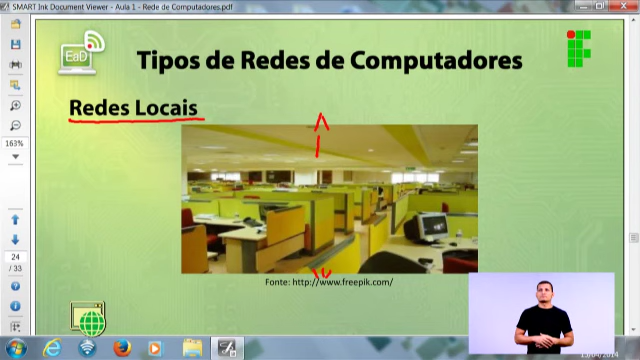 SMART Ink Document Viewer - Aula 1 - Rede de Computadores.pdf
EaD
Tipos de Redes de Computadores
Redes Locais
163%
Fonte: http://www.freepik.com/
24
/ 33